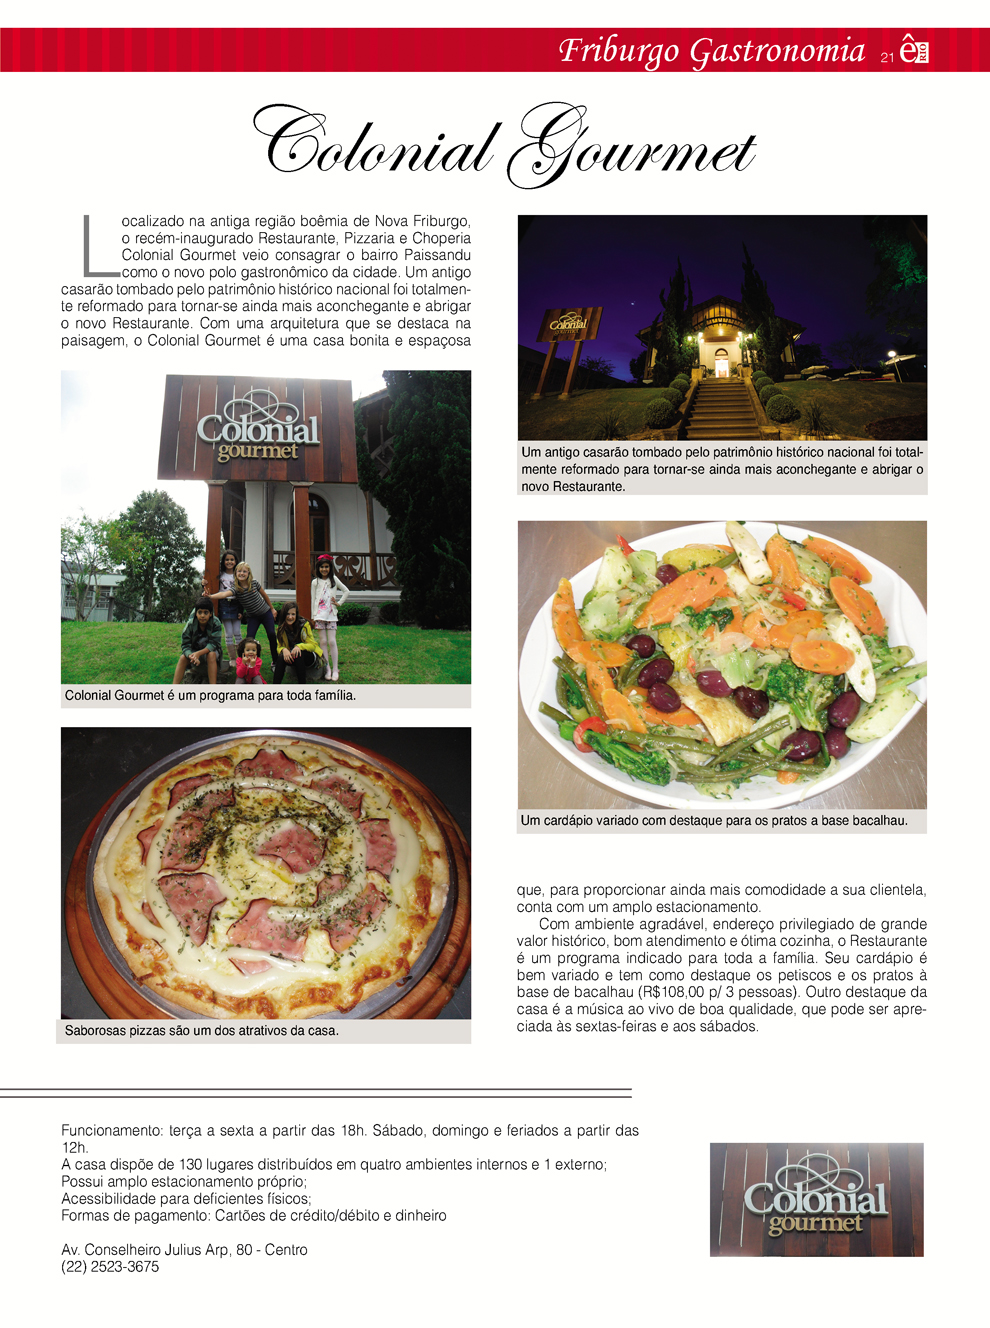 Friburgo Gastronomia 21 ê RIO
Colonial Gourmet
Localizado na antiga região boêmia de Nova Friburgo,
o recém-inaugurado Restaurante, Pizzaria e Choperia
Colonial Gourmet veio consagrar o bairro Paissandu
como o novo polo gastronômico da cidade. Um antigo
casarão tombado pelo patrimônio histórico nacional foi totalmen-
te reformado para tornar-se ainda mais aconchegante e abrigar
o novo Restaurante. Com uma arquitetura que se destaca na
paisagem, o Colonial Gourmet é uma casa bonita e espaçosa
Colonial
gourmet
Colonial Gourmet é um programa para toda família.
Saborosas pizzas são um dos atrativos da casa.
Colonial
gourmet
Um antigo casarão tombado pelo patrimônio histórico nacional foi total-
mente reformado para tornar-se ainda mais aconchegante e abrigar o
novo Restaurante.
Um cardápio variado com destaque para os pratos a base bacalhau.
que, para proporcionar ainda mais comodidade a sua clientela,
conta com um amplo estacionamento.
Com ambiente agradável, endereço privilegiado de grande
valor histórico, bom atendimento e ótima cozinha, o Restaurante
é um programa indicado para toda a família. Seu cardápio é
bem variado e tem como destaque os petiscos e os pratos à
base de bacalhau (R$108,00 p/ 3 pessoas). Outro destaque da
casa é a música ao vivo de boa qualidade, que pode ser apre-
ciada às sextas-feiras e aos sábados.
Funcionamento: terça a sexta a partir das 18h. Sábado, domingo e feriados a partir das
12h.
A casa dispõe de 130 lugares distribuídos em quatro ambientes internos e 1 externo;
Possui amplo estacionamento próprio;
Acessibilidade para deficientes físicos;
Formas de pagamento: Cartões de crédito/débito e dinheiro
Av. Conselheiro Julius Arp, 80 - Centro
(22) 2523-3675
Colonial
gourmet